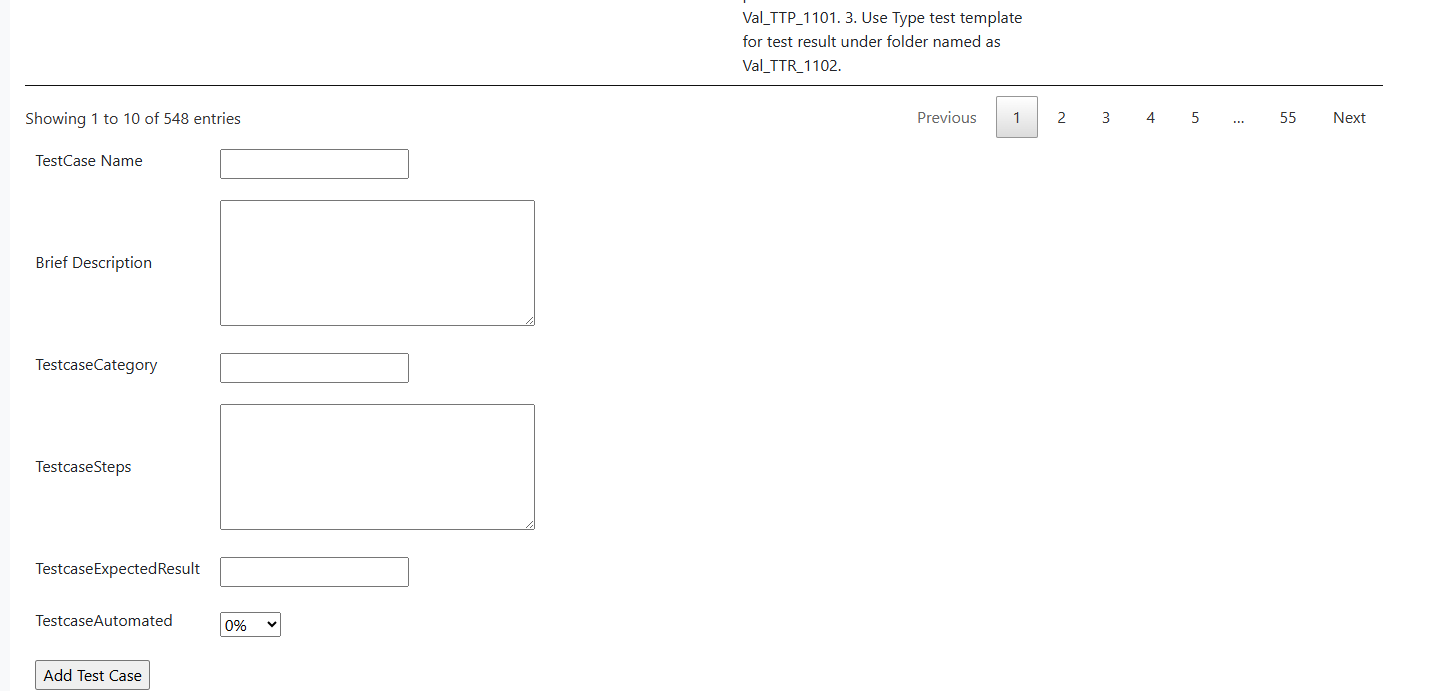 Val_TTP_1101. 3. Use Type test template
for test result under folder named as
Val_TTR_1102.
Showing 1 to 10 of 548 entries
Previous 1 2 3 4 5 ... 55 Next
TestCase Name
Brief Description
TestcaseCategory
TestcaseSteps
TestcaseExpectedResult
TestcaseAutomated 0%
Add Test Case